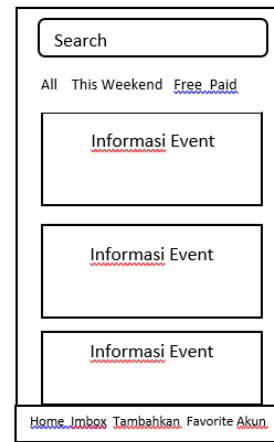 Search
All This Weekend Free Paid
Informasi Event
Informasi Event
Informasi Event
Home Imbox Tambahkan Favorite Akun